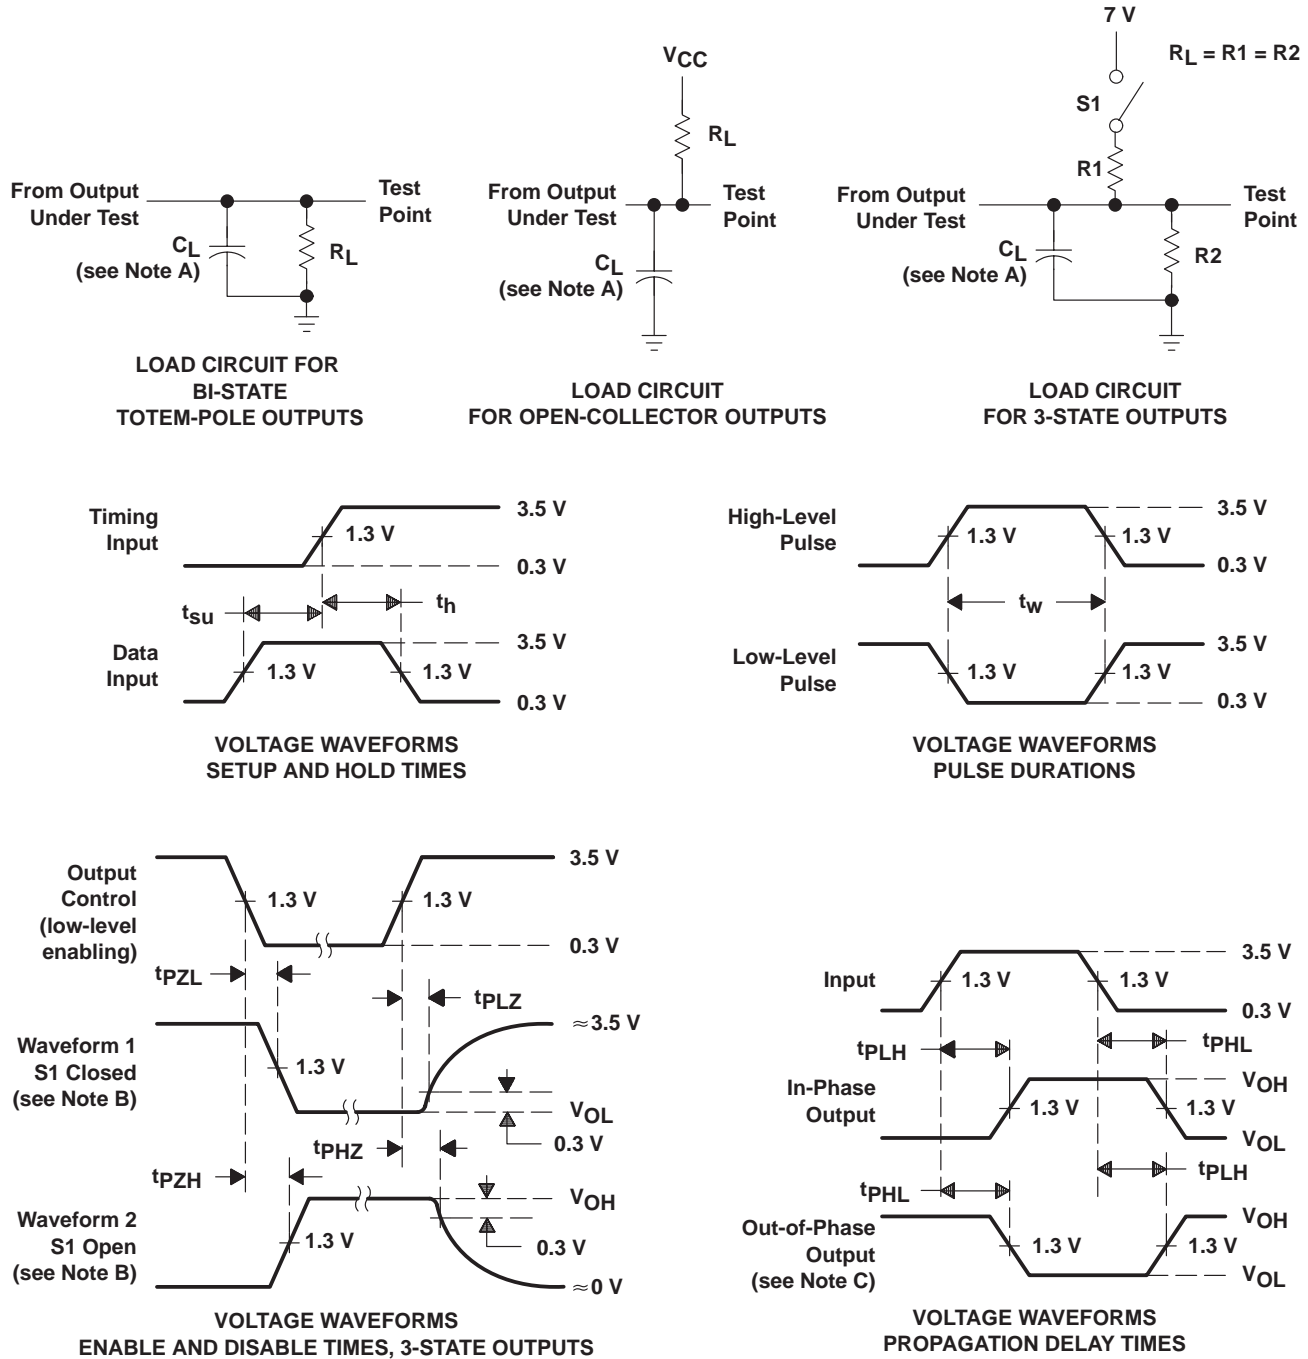 7 V
RL = R1 = R2
S1
R1
From Output
Under Test
Test
Point
CL
(see Note A)
R2
LOAD CIRCUIT
FOR 3-STATE OUTPUTS
VCC
RL
From Output
Under Test
Test
Point
CL
(see Note A)
LOAD CIRCUIT
FOR OPEN-COLLECTOR OUTPUTS
From Output
Under Test
Test
Point
CL
(see Note A)
RL
LOAD CIRCUIT FOR
BI-STATE
TOTEM-POLE OUTPUTS
Timing
Input
1.3 V
3.5 V
0.3 V
tsu
th
Data
Input
1.3 V
1.3 V
3.5 V
0.3 V
VOLTAGE WAVEFORMS
SETUP AND HOLD TIMES
High-Level
Pulse
1.3 V
1.3 V
3.5 V
0.3 V
tw
Low-Level
Pulse
1.3 V
1.3 V
3.5 V
0.3 V
VOLTAGE WAVEFORMS
PULSE DURATIONS
Output
Control
(low-level
enabling)
1.3 V
1.3 V
3.5 V
0.3 V
tPZL
tPLZ
Waveform 1
S1 Closed
(see Note B)
1.3 V
≈3.5 V
VOL
0.3 V
tPHZ
tPZH
Waveform 2
S1 Open
(see Note B)
1.3 V
VOH
0.3 V
≈0 V
VOLTAGE WAVEFORMS
ENABLE AND DISABLE TIMES, 3-STATE OUTPUTS
Input
1.3 V
1.3 V
3.5 V
0.3 V
tPLH
tPHL
In-Phase
Output
1.3 V
1.3 V
VOH
VOL
tPHL
tPLH
Out-of-Phase
Output
(see Note C)
1.3 V
1.3 V
VOH
VOL
VOLTAGE WAVEFORMS
PROPAGATION DELAY TIMES